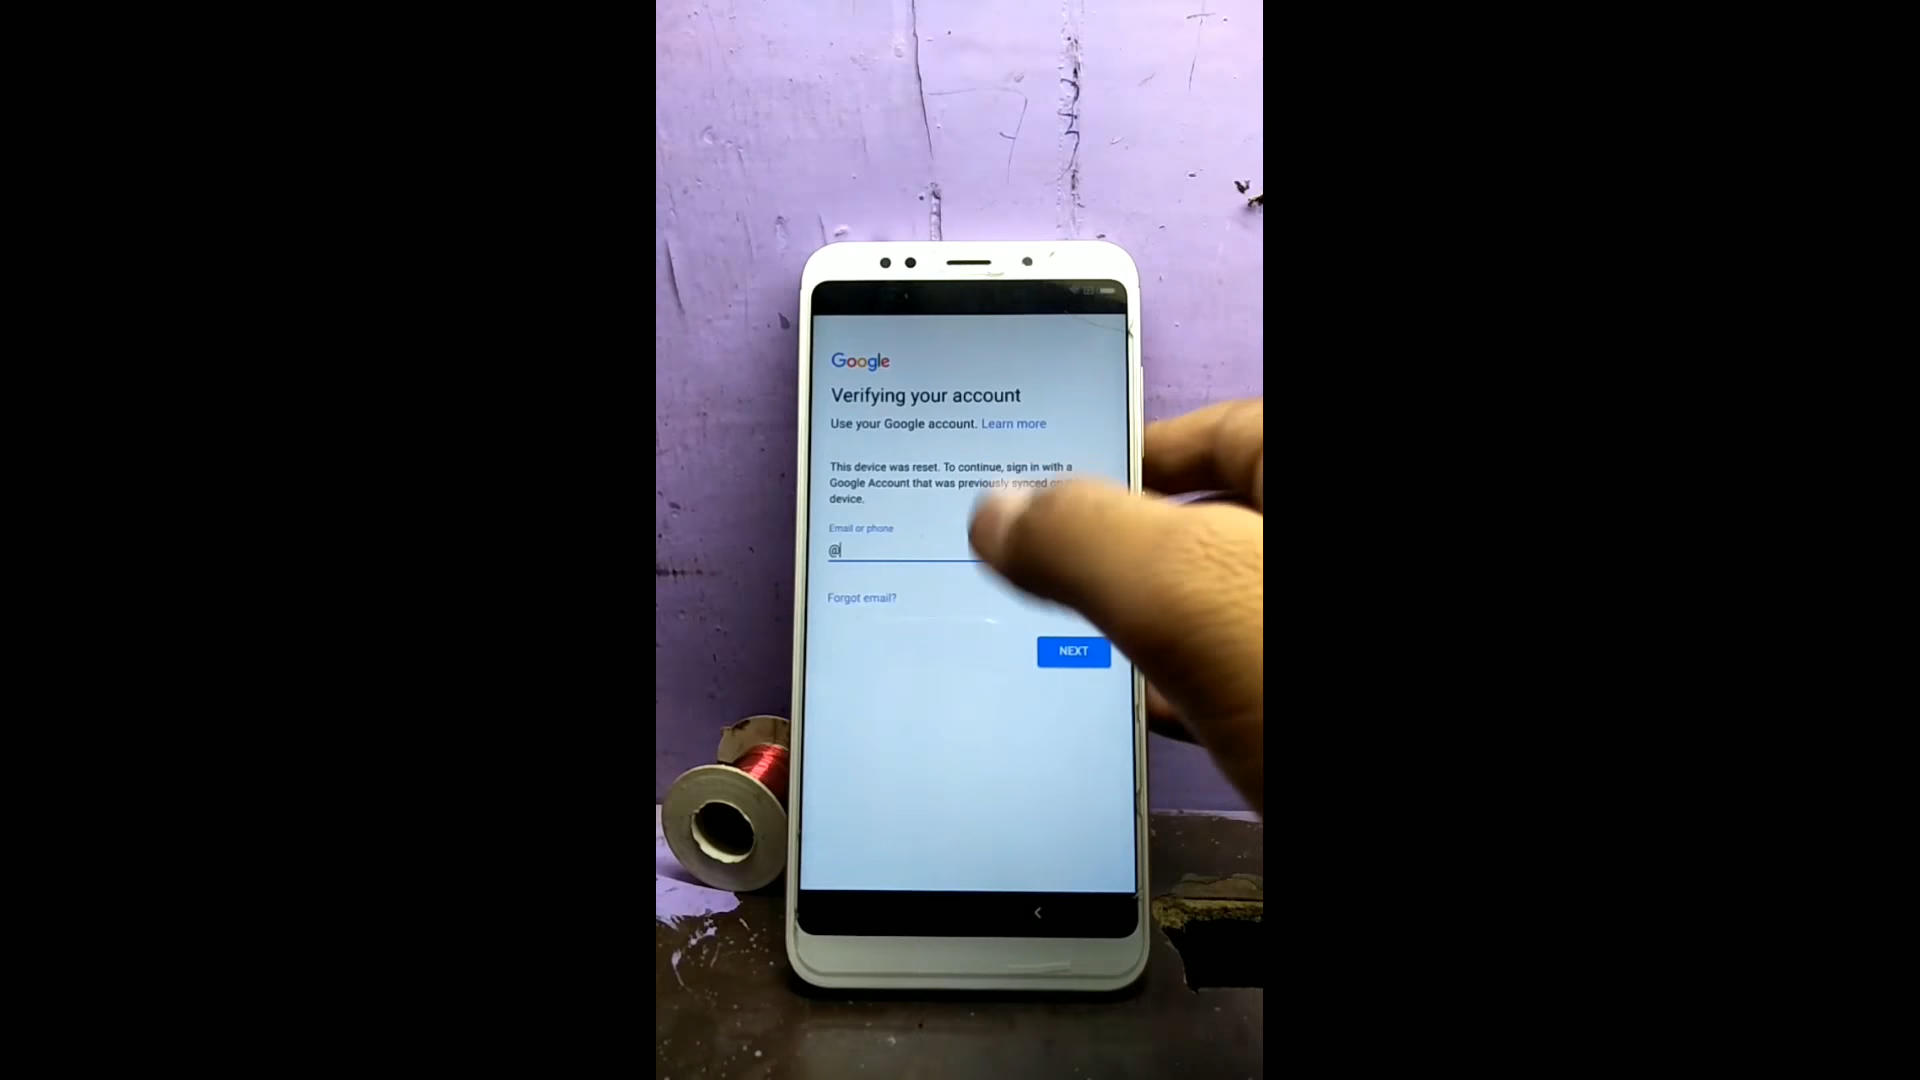 Google
Verifying your account
Use your Google account. Learn more
This device was reset. To continue, sign in with a
Google Account that was previously synced on
device.
Email or phone
@
Forgot email?
NEXT